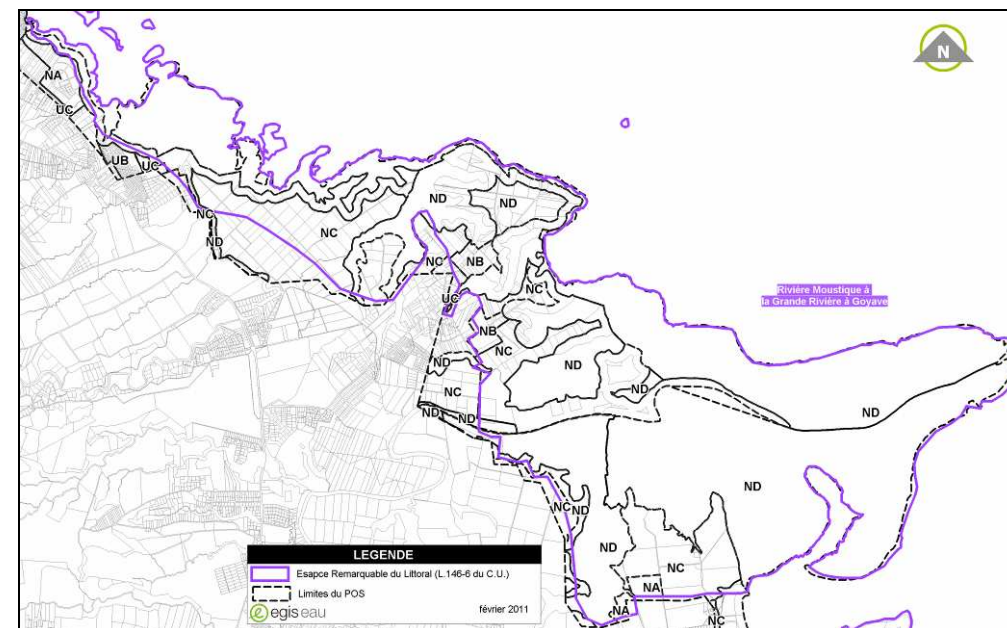 N
NA
UC
UB
UC
NC
ND
NC
ND
ND
NC
NB
NC
UC
NB
NC
ND
ND
NC
ND
ND
ND
ND
ND
Rivière Moustique à
la Grande Rivière à Goyave
NC
ND
ND
ND
NC
NA
NA
NC
LEGENDE
Esapce Remarquable du Littoral (L.146-6 du C.U.)
Limites du POS
egis eau
février 2011